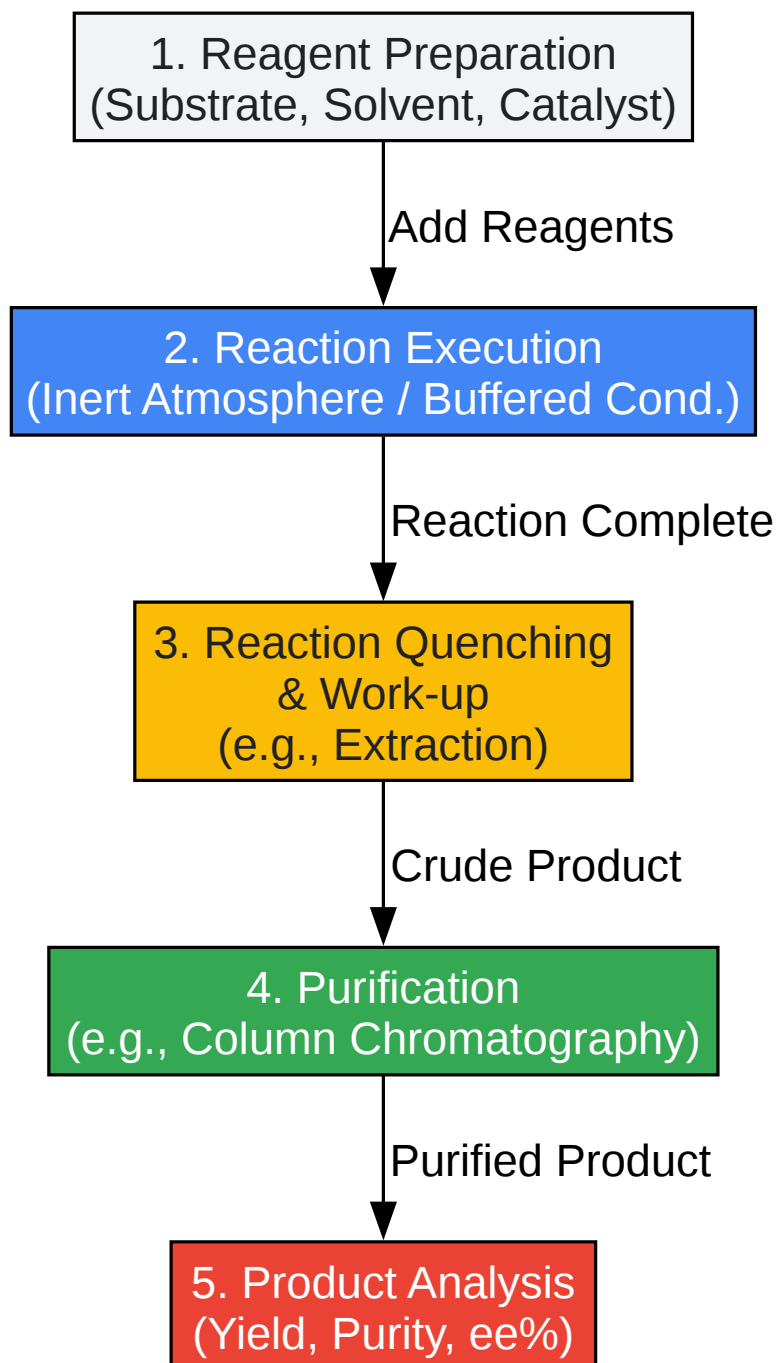 1. Reagent Preparation
(Substrate, Solvent, Catalyst)
Add Reagents
2. Reaction Execution
(Inert Atmosphere / Buffered Cond.)
Reaction Complete
3. Reaction Quenching
& Work-up
(e.g., Extraction)
Crude Product
4. Purification
(e.g., Column Chromatography)
Purified Product
5. Product Analysis
(Yield, Purity, ee%)